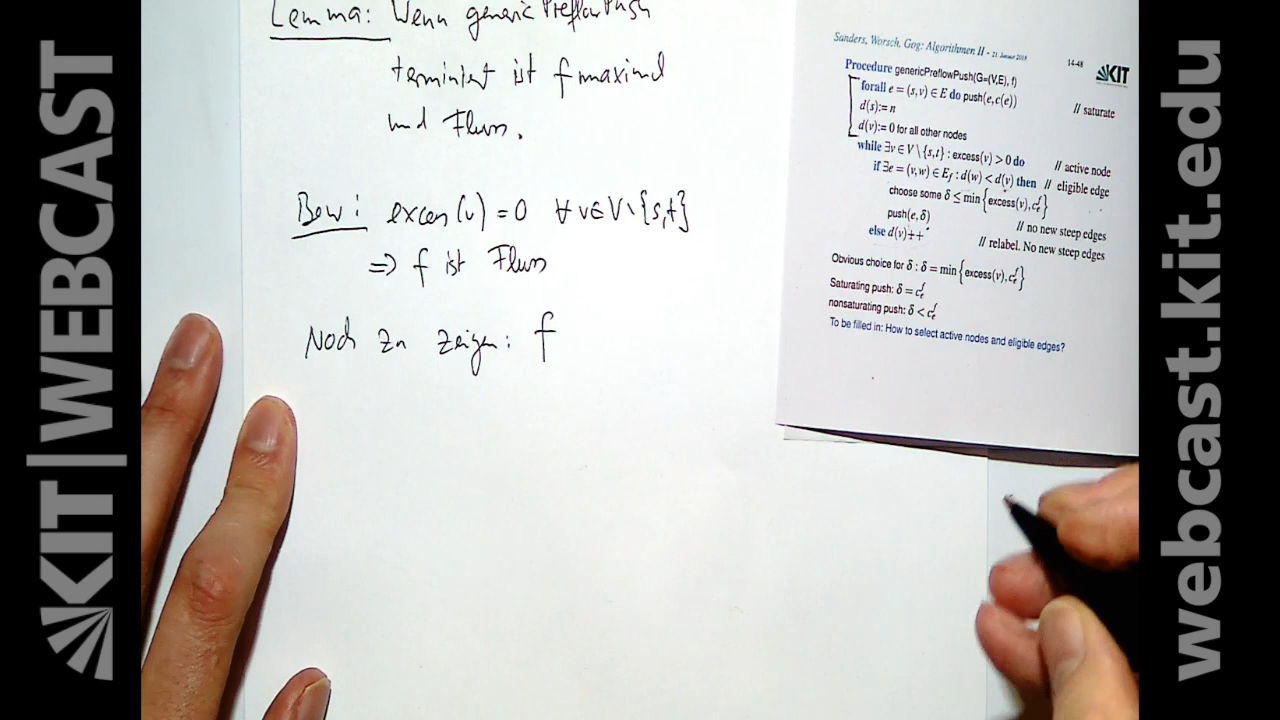 KIT|WEBCAST
Lemma: Wenn generic Preflow Push
terminiert ist f maximal
und Fluss.
Bew: excess(v) = 0 ∀ v ∈ V \ {s,t}
⇒ f ist Fluss
Noch zu zeigen: f
Sanders, Worsch, Gog: Algorithmen II - 21. Januar 2019
14-48
KIT
Procedure genericPreflowPush(G=(V,E), f)
forall e = (s,v) ∈ E do push(e,c(e)) // saturate
d(s):= n
d(v):= 0 for all other nodes
while ∃v ∈ V \ {s,t} : excess(v) > 0 do // active node
if ∃e = (v,w) ∈ E_f : d(w) < d(v) then // eligible edge
choose some δ ≤ min{excess(v), c_e^f}
push(e,δ) // no new steep edges
else d(v)++ // relabel. No new steep edges
Obvious choice for δ : δ = min{excess(v), c_e^f}
Saturating push: δ = c_e^f
nonsaturating push: δ < c_e^f
To be filled in: How to select active nodes and eligible edges?
webcast.kit.edu